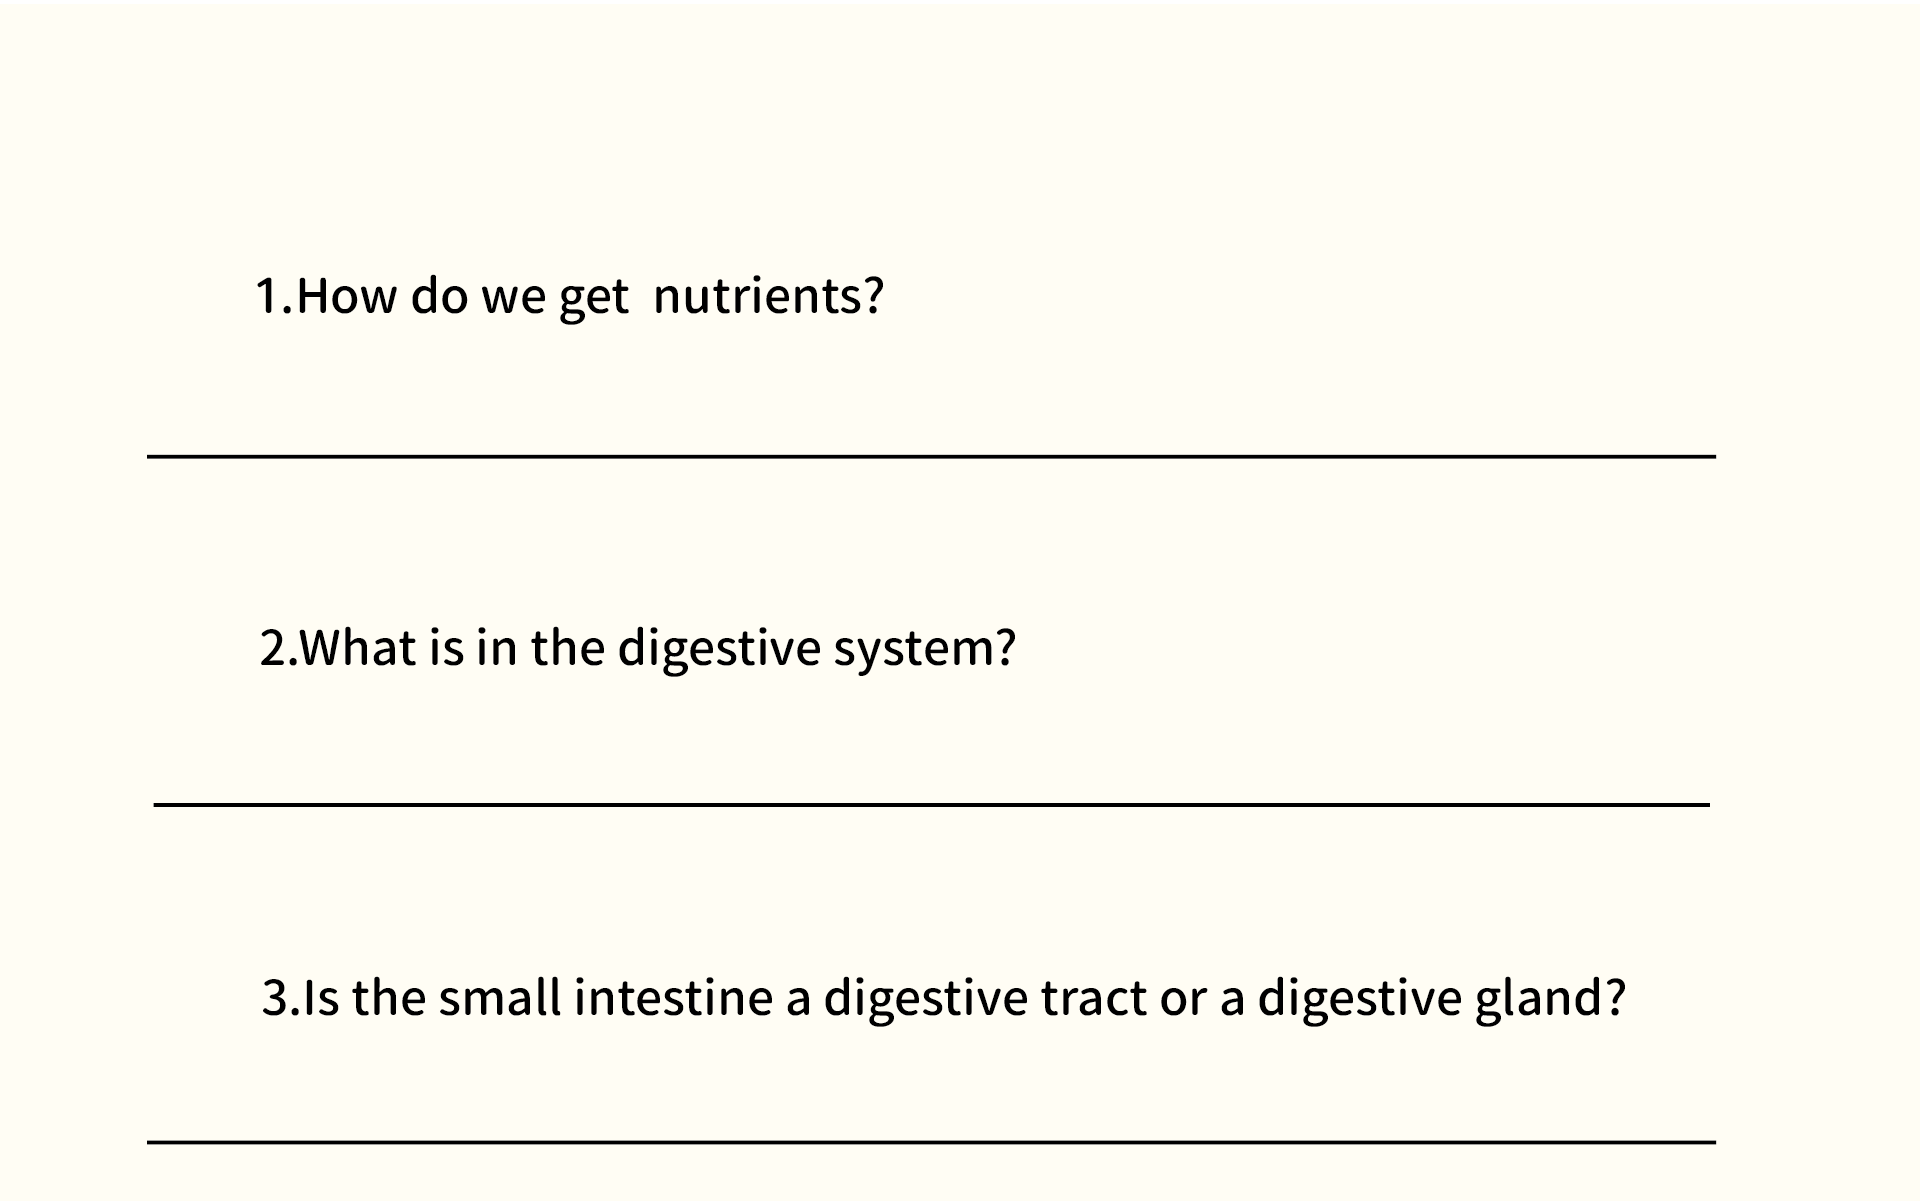 1.How do we get  nutrients?
2.What is in the digestive system?
3.Is the small intestine a digestive tract or a digestive gland?